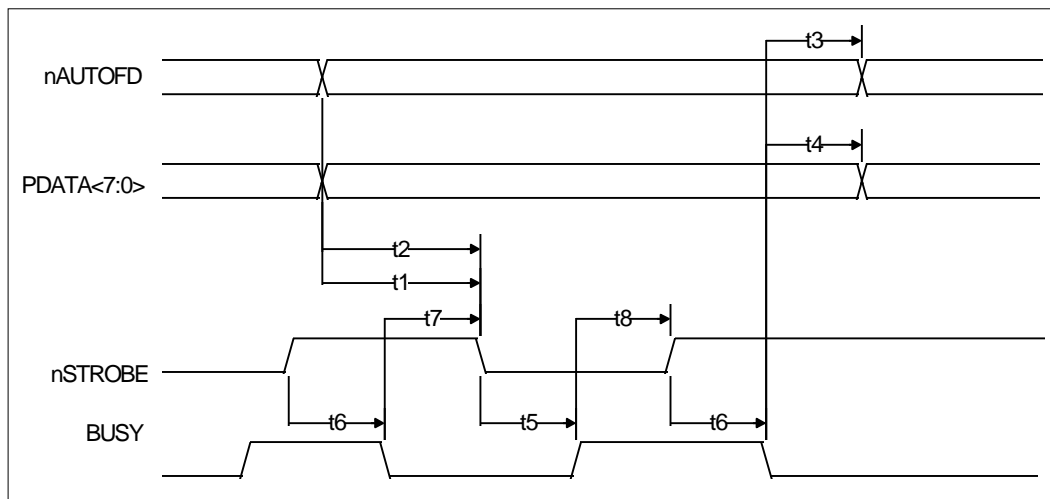 t3
nAUTOFD
t4
PDATA<7:0>
t2
t1
t7
t8
nSTROBE
t6
t5
t6
BUSY